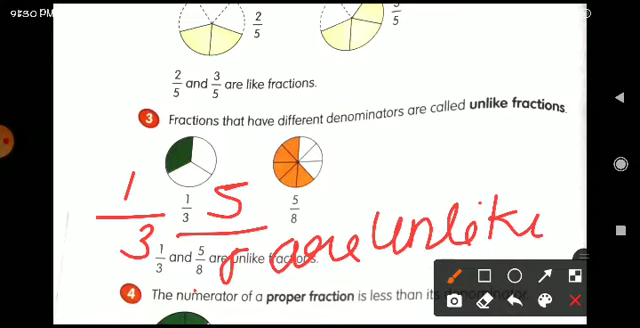 9:30 PM
2/5
3/5
2/5 and 3/5 are like fractions.
3 Fractions that have different denominators are called unlike fractions.
1/3
5/8
1/3 5/8 are unlike
1/3 and 5/8 are unlike fractions.
4 The numerator of a proper fraction is less than its denominator.